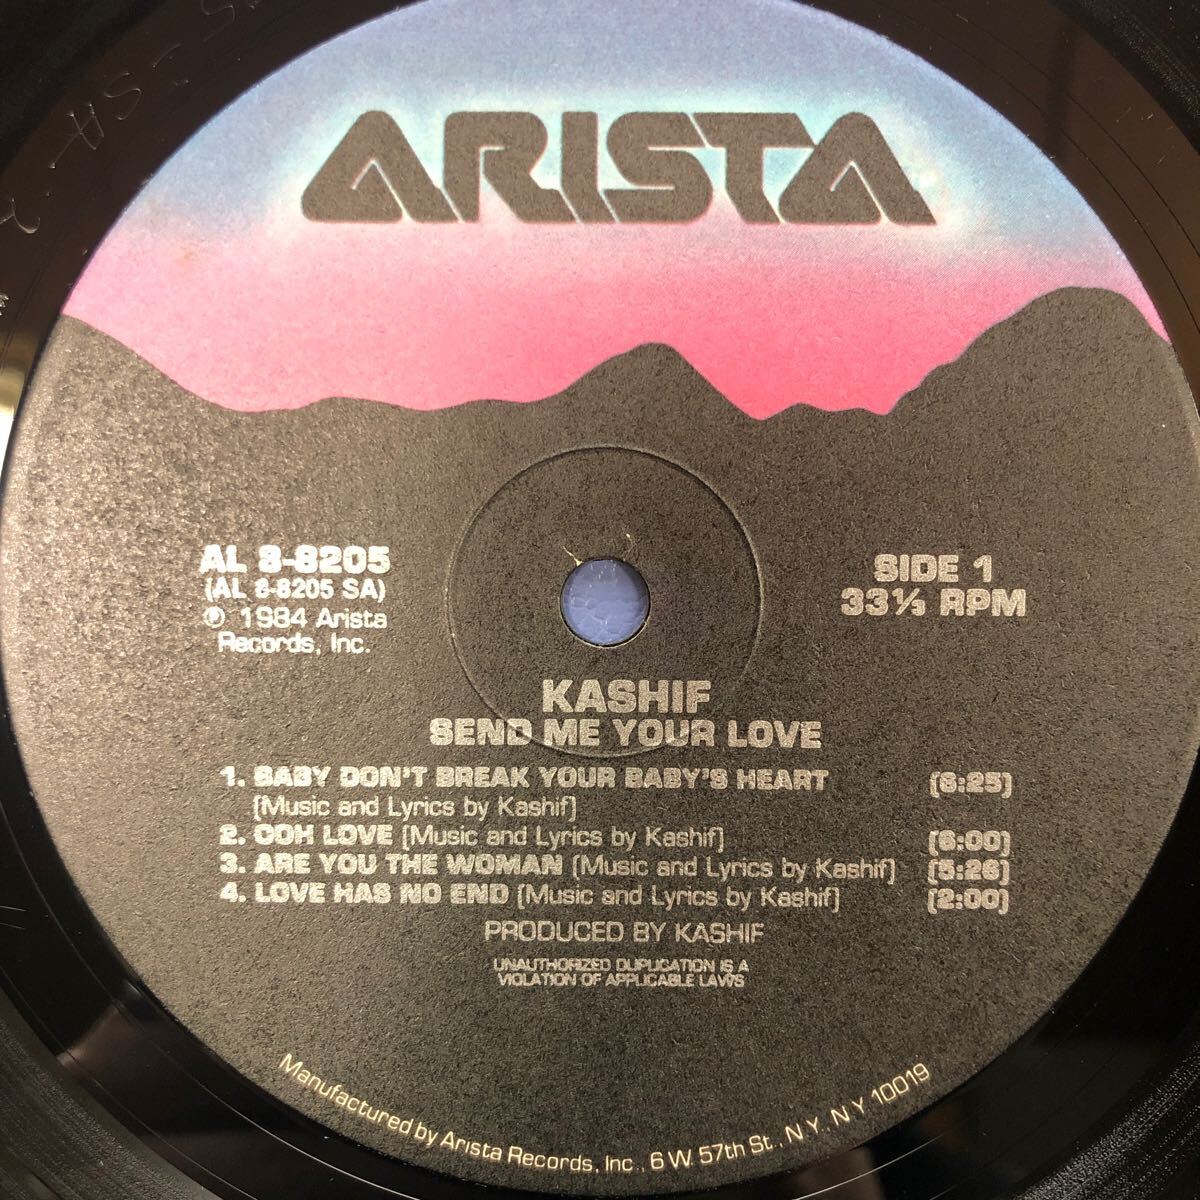 ARISTA
AL 8-8205
(AL 8-8205 SA)
℗ 1984 Arista
Records, Inc.
SIDE 1
33⅓ RPM
KASHIF
SEND ME YOUR LOVE
1. BABY DON'T BREAK YOUR BABY'S HEART [6:25]
[Music and Lyrics by Kashif]
2. OOH LOVE [Music and Lyrics by Kashif] [6:00]
3. ARE YOU THE WOMAN [Music and Lyrics by Kashif] [5:26]
4. LOVE HAS NO END [Music and Lyrics by Kashif] [2:00]
PRODUCED BY KASHIF
UNAUTHORIZED DUPLICATION IS A
VIOLATION OF APPLICABLE LAWS
Manufactured by Arista Records, Inc., 6 W. 57th St., N.Y., N.Y. 10019